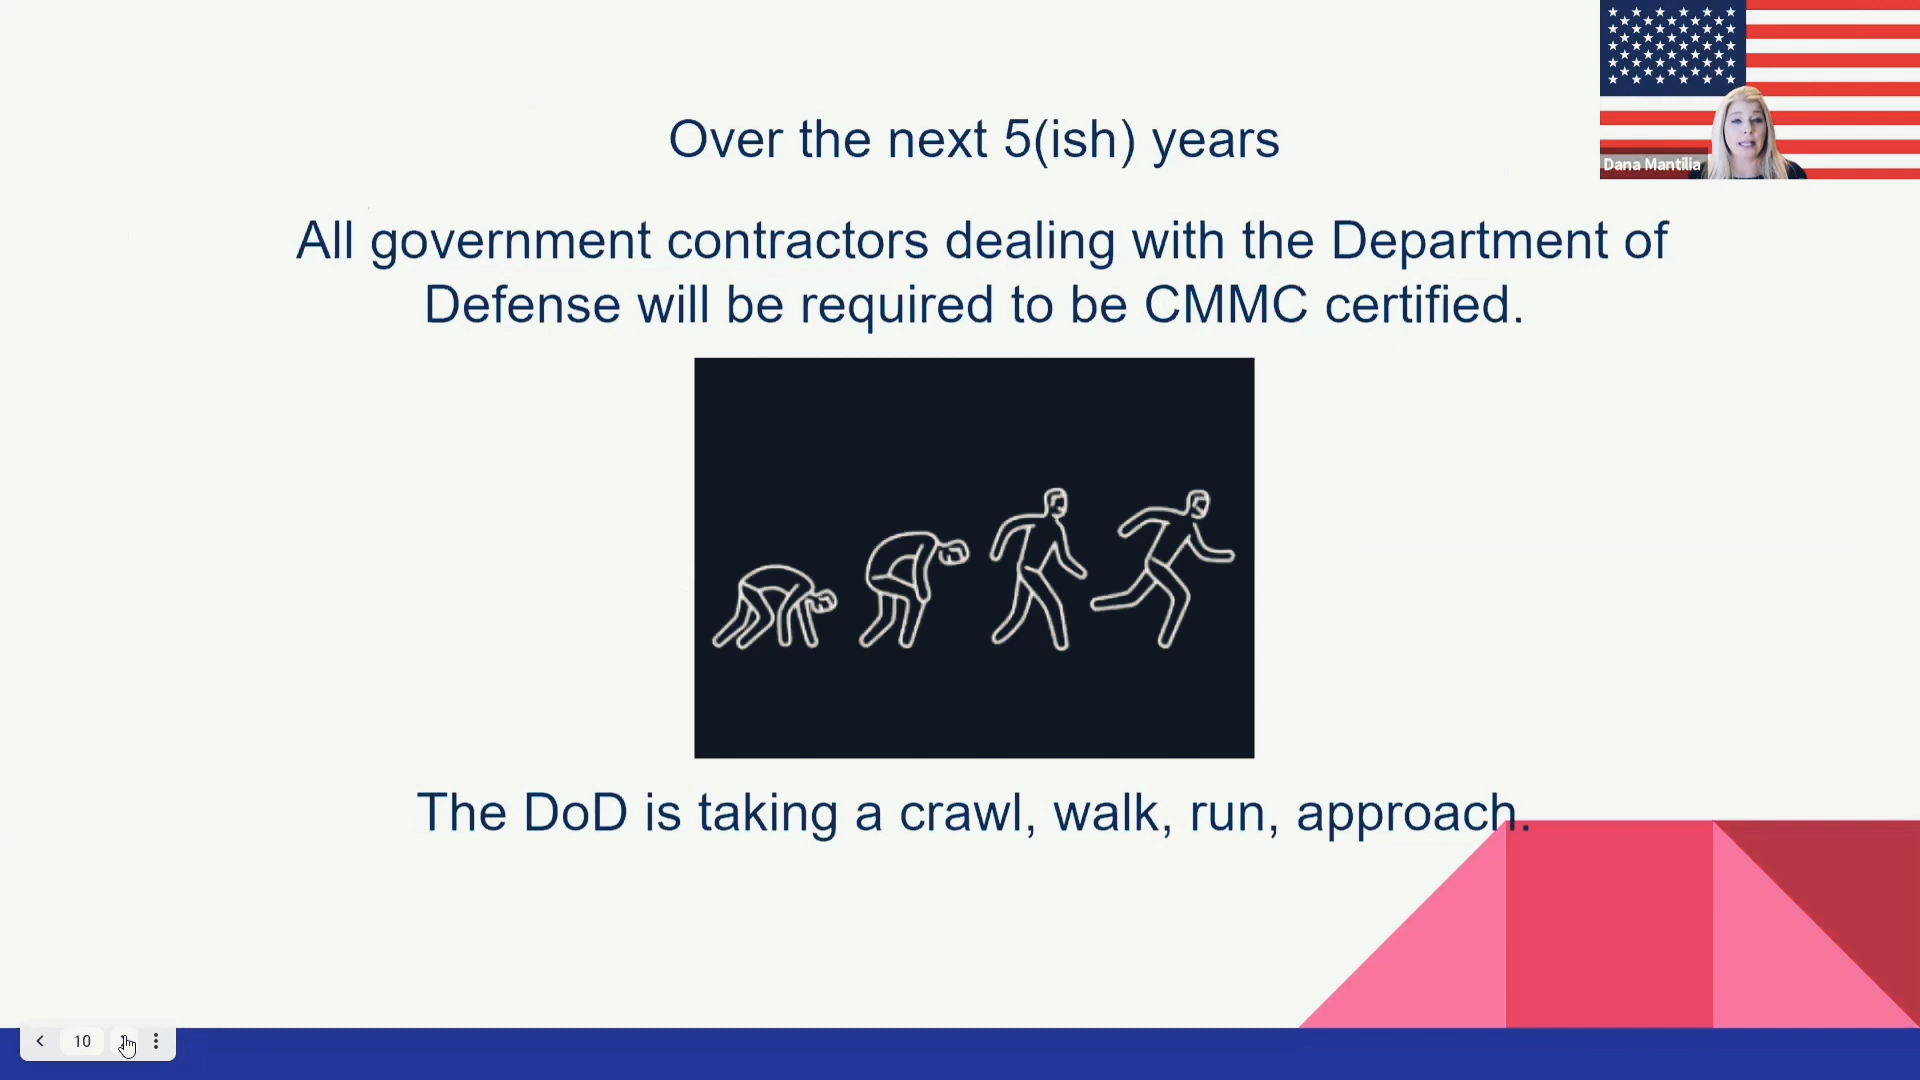 Over the next 5(ish) years
All government contractors dealing with the Department of
Defense will be required to be CMMC certified.
The DoD is taking a crawl, walk, run, approach.
Dana Mantilia
10